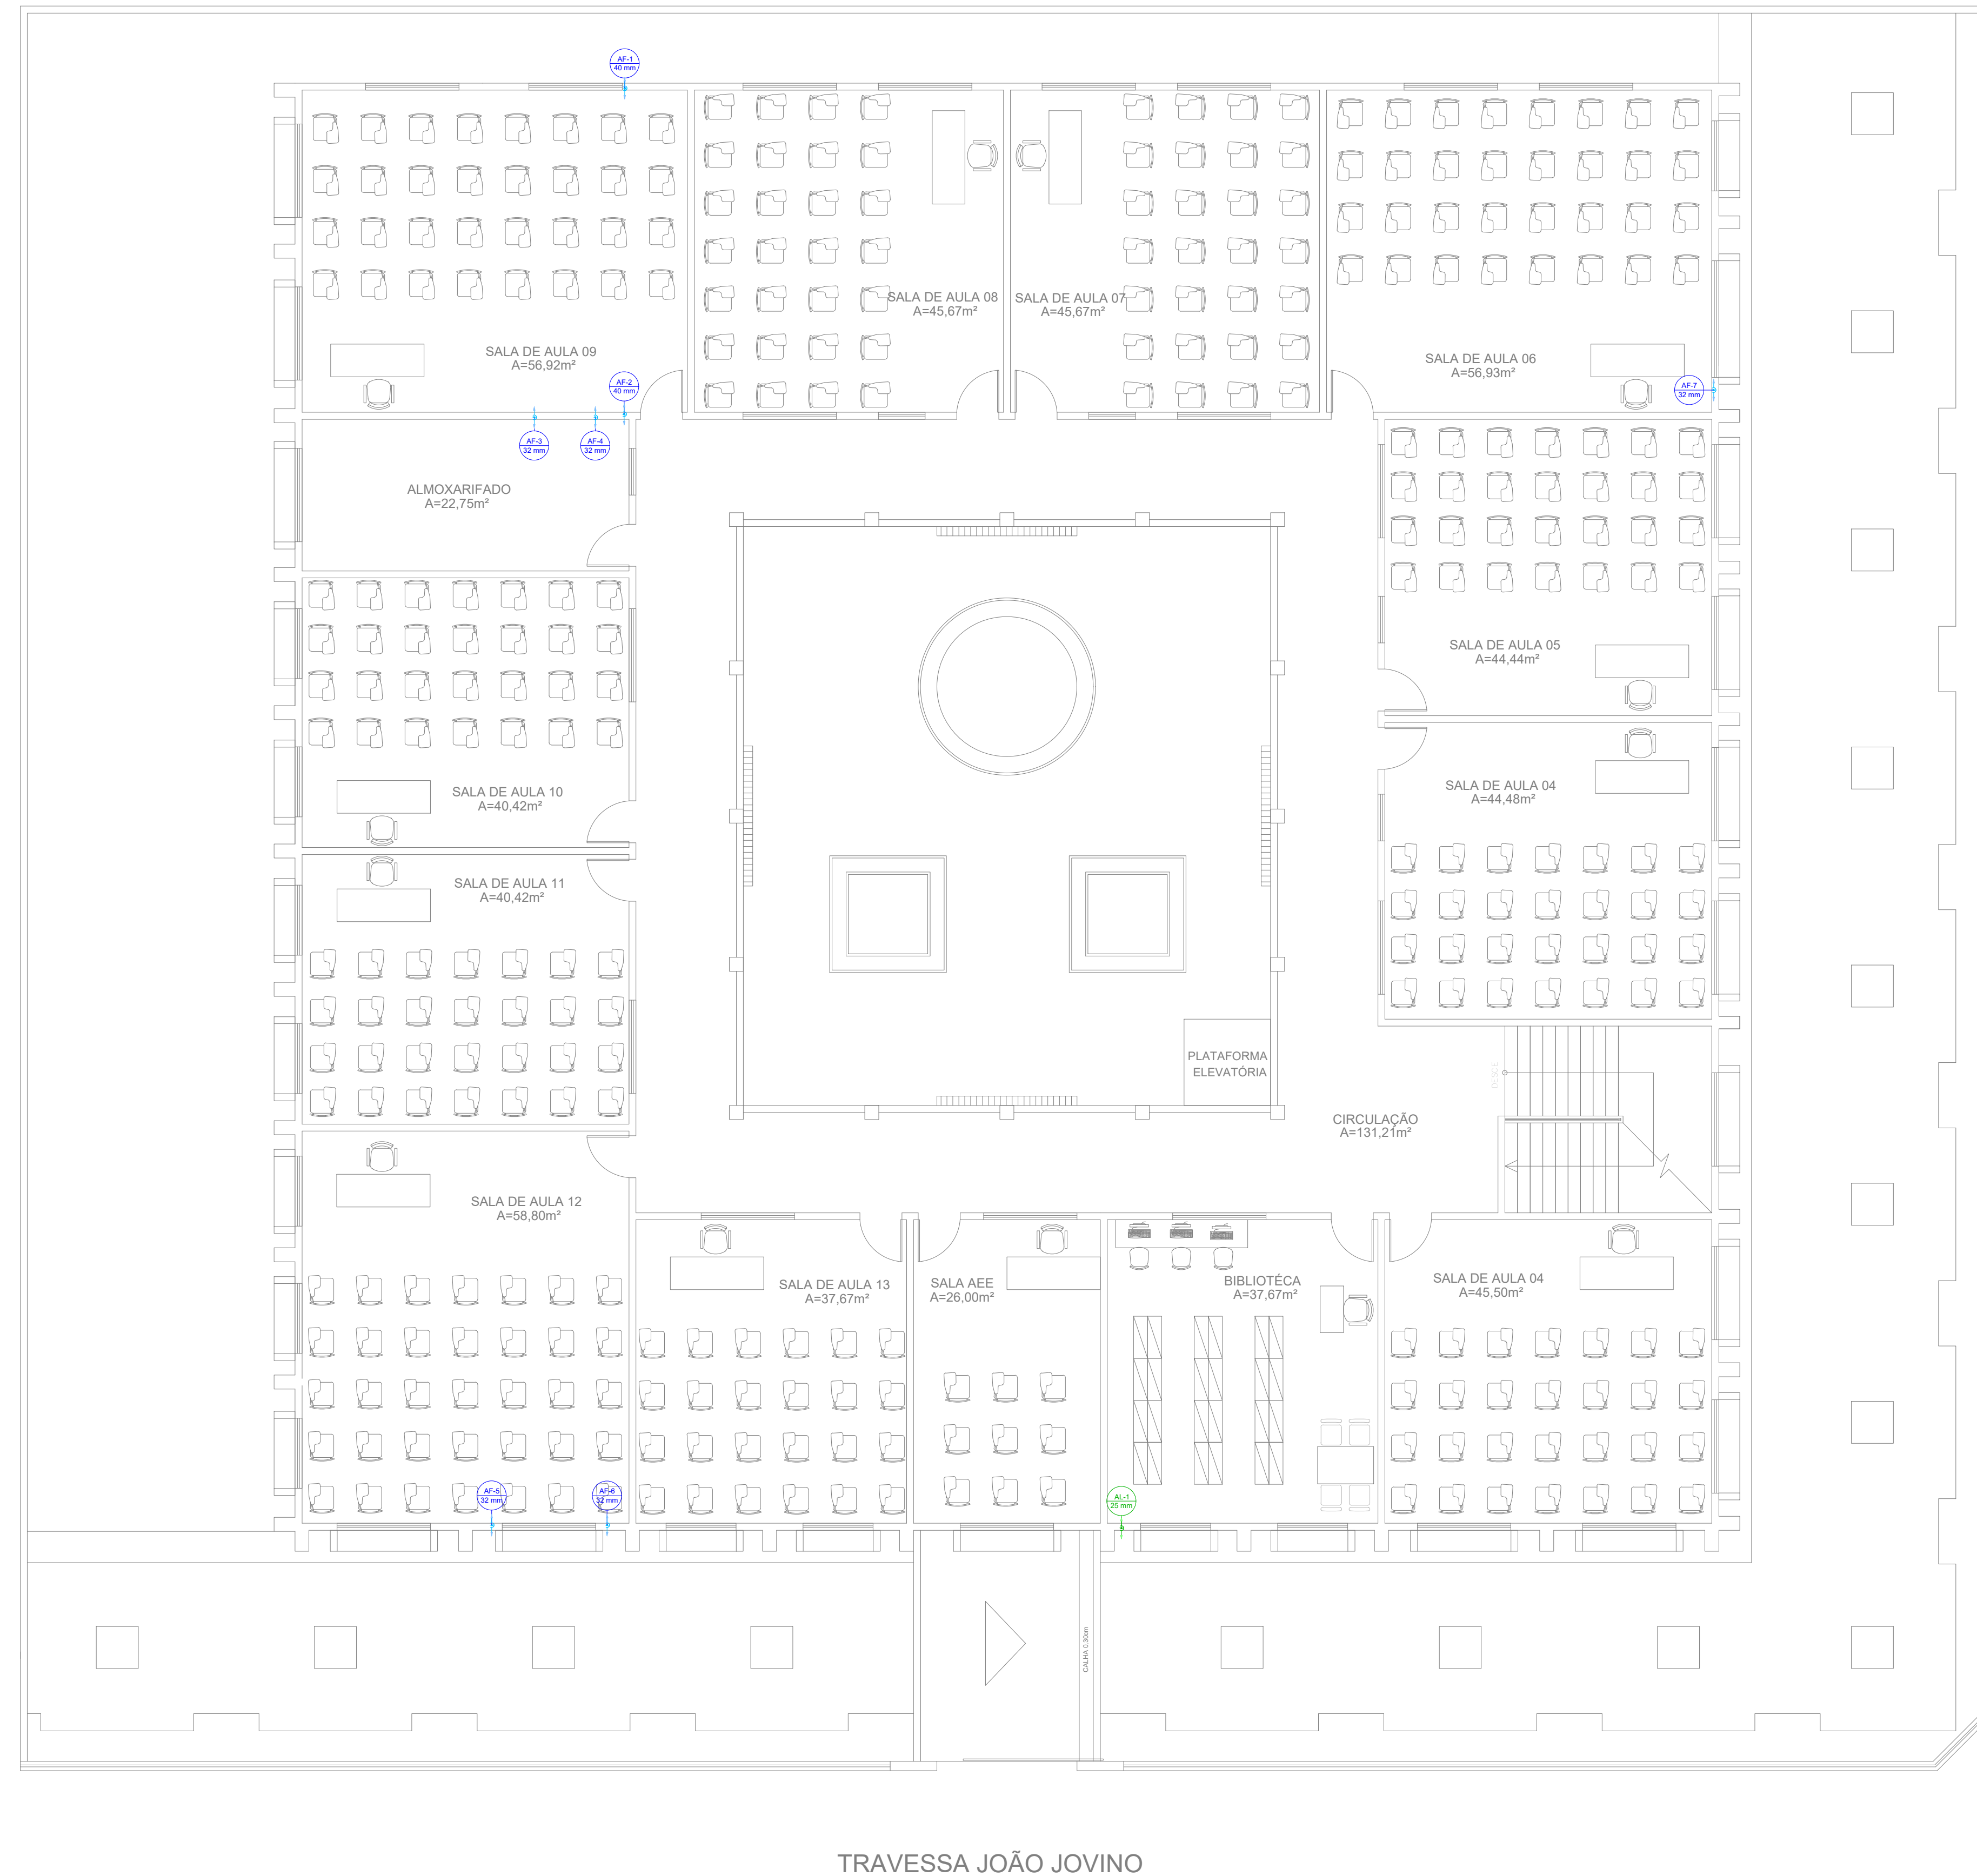 AF-1
40 mm
SALA DE AULA 08
A=45,67m²
SALA DE AULA 07
A=45,67m²
SALA DE AULA 09
A=56,92m²
SALA DE AULA 06
A=56,93m²
AF-2
40 mm
AF-7
32 mm
AF-3
32 mm
AF-4
32 mm
ALMOXARIFADO
A=22,75m²
SALA DE AULA 05
A=44,44m²
SALA DE AULA 10
A=40,42m²
SALA DE AULA 04
A=44,48m²
SALA DE AULA 11
A=40,42m²
PLATAFORMA
ELEVATÓRIA
DESCE
CIRCULAÇÃO
A=131,21m²
SALA DE AULA 12
A=58,80m²
SALA DE AULA 13
A=37,67m²
SALA AEE
A=26,00m²
BIBLIOTÉCA
A=37,67m²
SALA DE AULA 04
A=45,50m²
AF-5
32 mm
AF-6
32 mm
AL-1
25 mm
CALHA 0,30cm
TRAVESSA JOÃO JOVINO